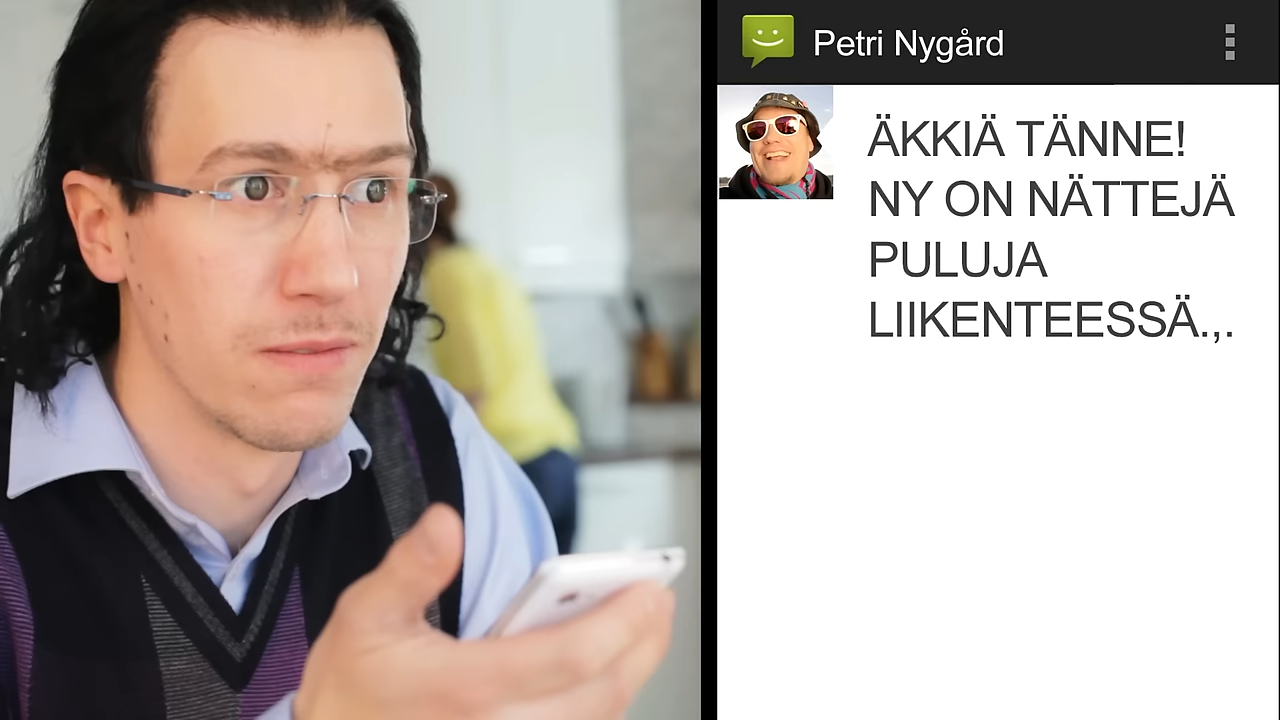 Petri Nygård
ÄKKIÄ TÄNNE!
NY ON NÄTTEJÄ
PULUJA
LIIKENTEESSÄ.,.